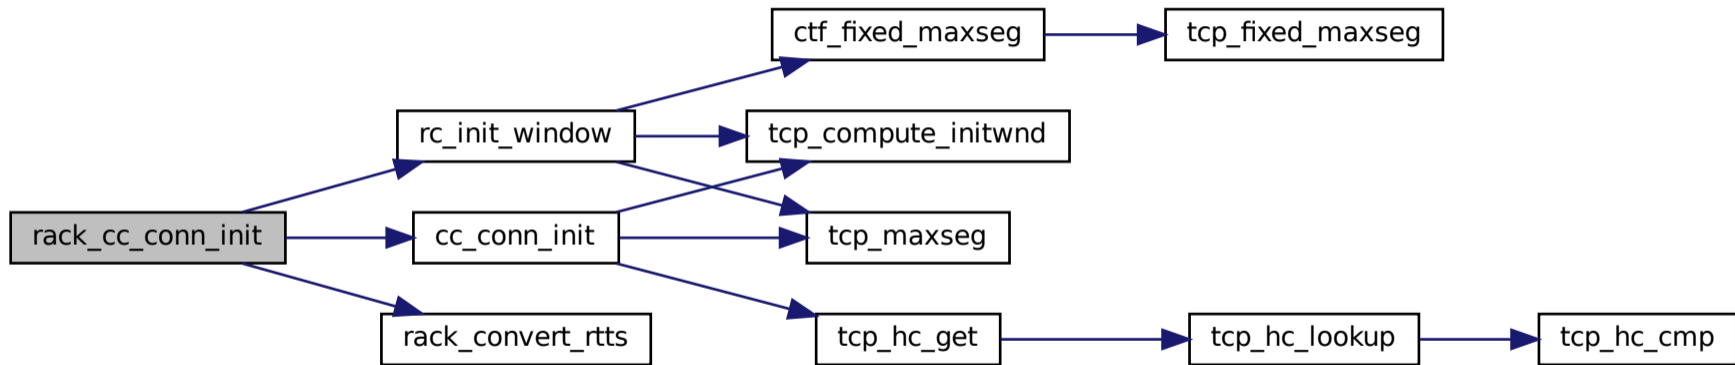 ctf_fixed_maxseg
tcp_fixed_maxseg
rc_init_window
tcp_compute_initwnd
rack_cc_conn_init
cc_conn_init
tcp_maxseg
rack_convert_rtts
tcp_hc_get
tcp_hc_lookup
tcp_hc_cmp